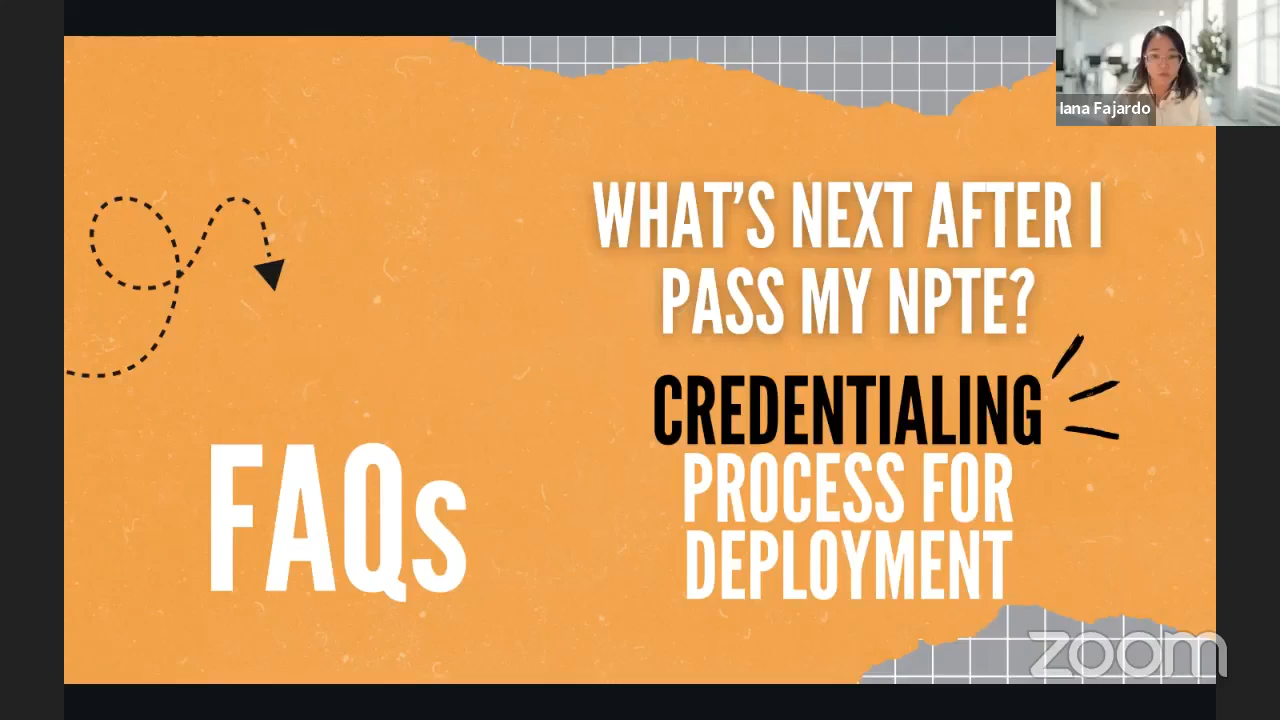 Iana Fajardo
WHAT'S NEXT AFTER I
PASS MY NPTE?
CREDENTIALING
PROCESS FOR
DEPLOYMENT
FAQs
zoom